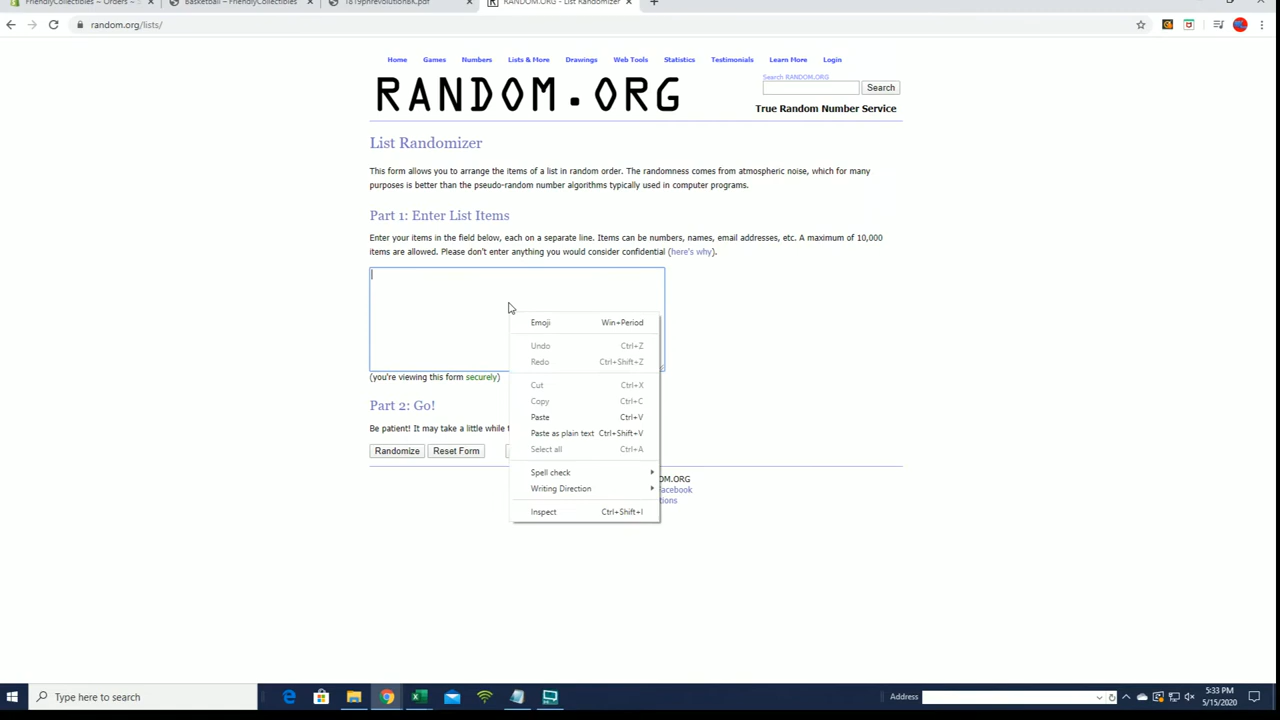 FriendlyCollectibles ~ Orders ~ S
Basketball – FriendlyCollectibles
1819phrevolutionBK.pdf
RANDOM.ORG - List Randomizer
random.org/lists/
Home Games Numbers Lists & More Drawings Web Tools Statistics Testimonials Learn More Login
RANDOM.ORG
Search RANDOM.ORG
Search
True Random Number Service
List Randomizer
This form allows you to arrange the items of a list in random order. The randomness comes from atmospheric noise, which for many
purposes is better than the pseudo-random number algorithms typically used in computer programs.
Part 1: Enter List Items
Enter your items in the field below, each on a separate line. Items can be numbers, names, email addresses, etc. A maximum of 10,000
items are allowed. Please don't enter anything you would consider confidential (here's why).
Emoji Win+Period
Undo Ctrl+Z
Redo Ctrl+Shift+Z
(you're viewing this form securely)
Cut Ctrl+X
Copy Ctrl+C
Part 2: Go!
Paste Ctrl+V
Be patient! It may take a little while t
Paste as plain text Ctrl+Shift+V
Randomize Reset Form
Select all Ctrl+A
Spell check
Writing Direction
Inspect Ctrl+Shift+I
OM.ORG
acebook
tions
Type here to search
Address
5:33 PM
5/15/2020